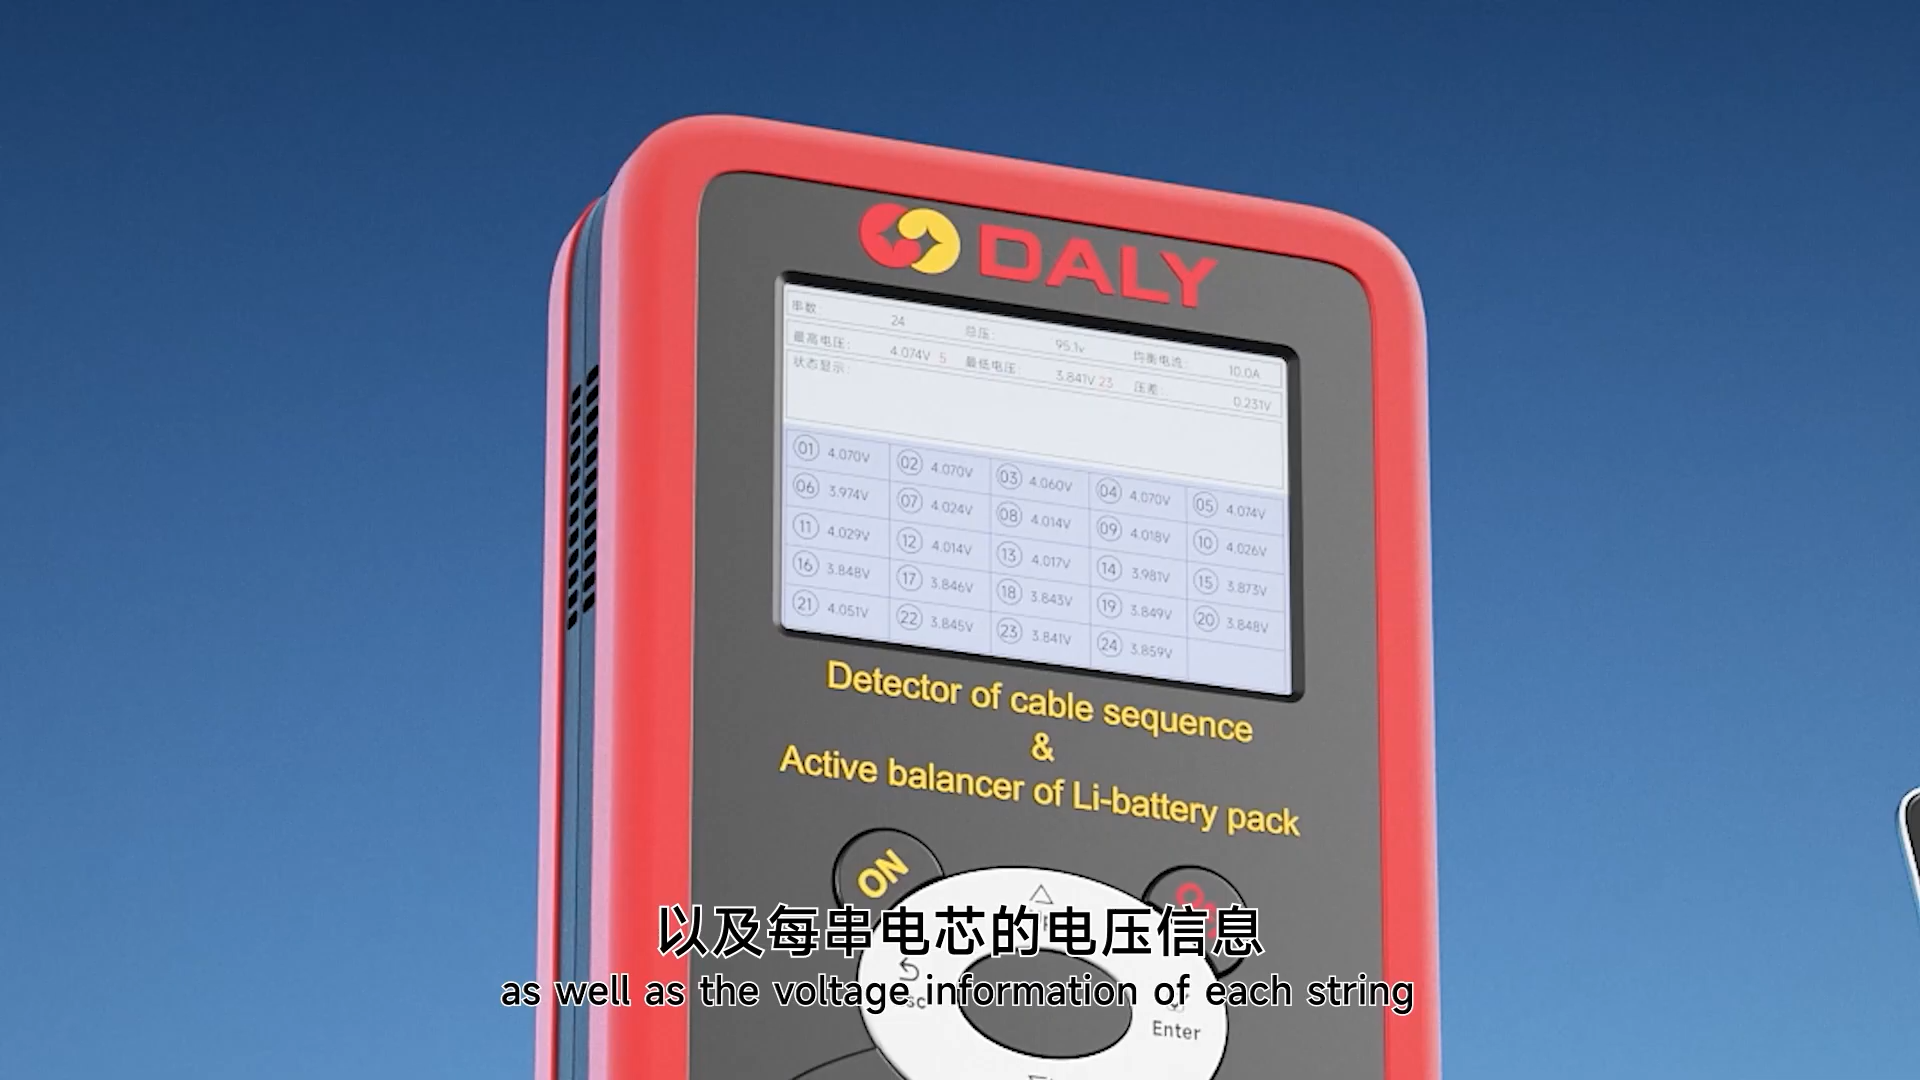 DALY
串数: 24 总压: 95.1v 均衡电流: 10.0A
最高电压: 4.074V 5 最低电压: 3.841V 23 压差: 0.231V
状态显示:
01 4.070V 02 4.070V 03 4.060V 04 4.070V 05 4.074V
06 3.974V 07 4.024V 08 4.014V 09 4.018V 10 4.026V
11 4.029V 12 4.014V 13 4.017V 14 3.981V 15 3.873V
16 3.848V 17 3.846V 18 3.843V 19 3.849V 20 3.848V
21 4.051V 22 3.845V 23 3.841V 24 3.859V
Detector of cable sequence
&
Active balancer of Li-battery pack
ON
以及每串电芯的电压信息
as well as the voltage information of each string
Enter